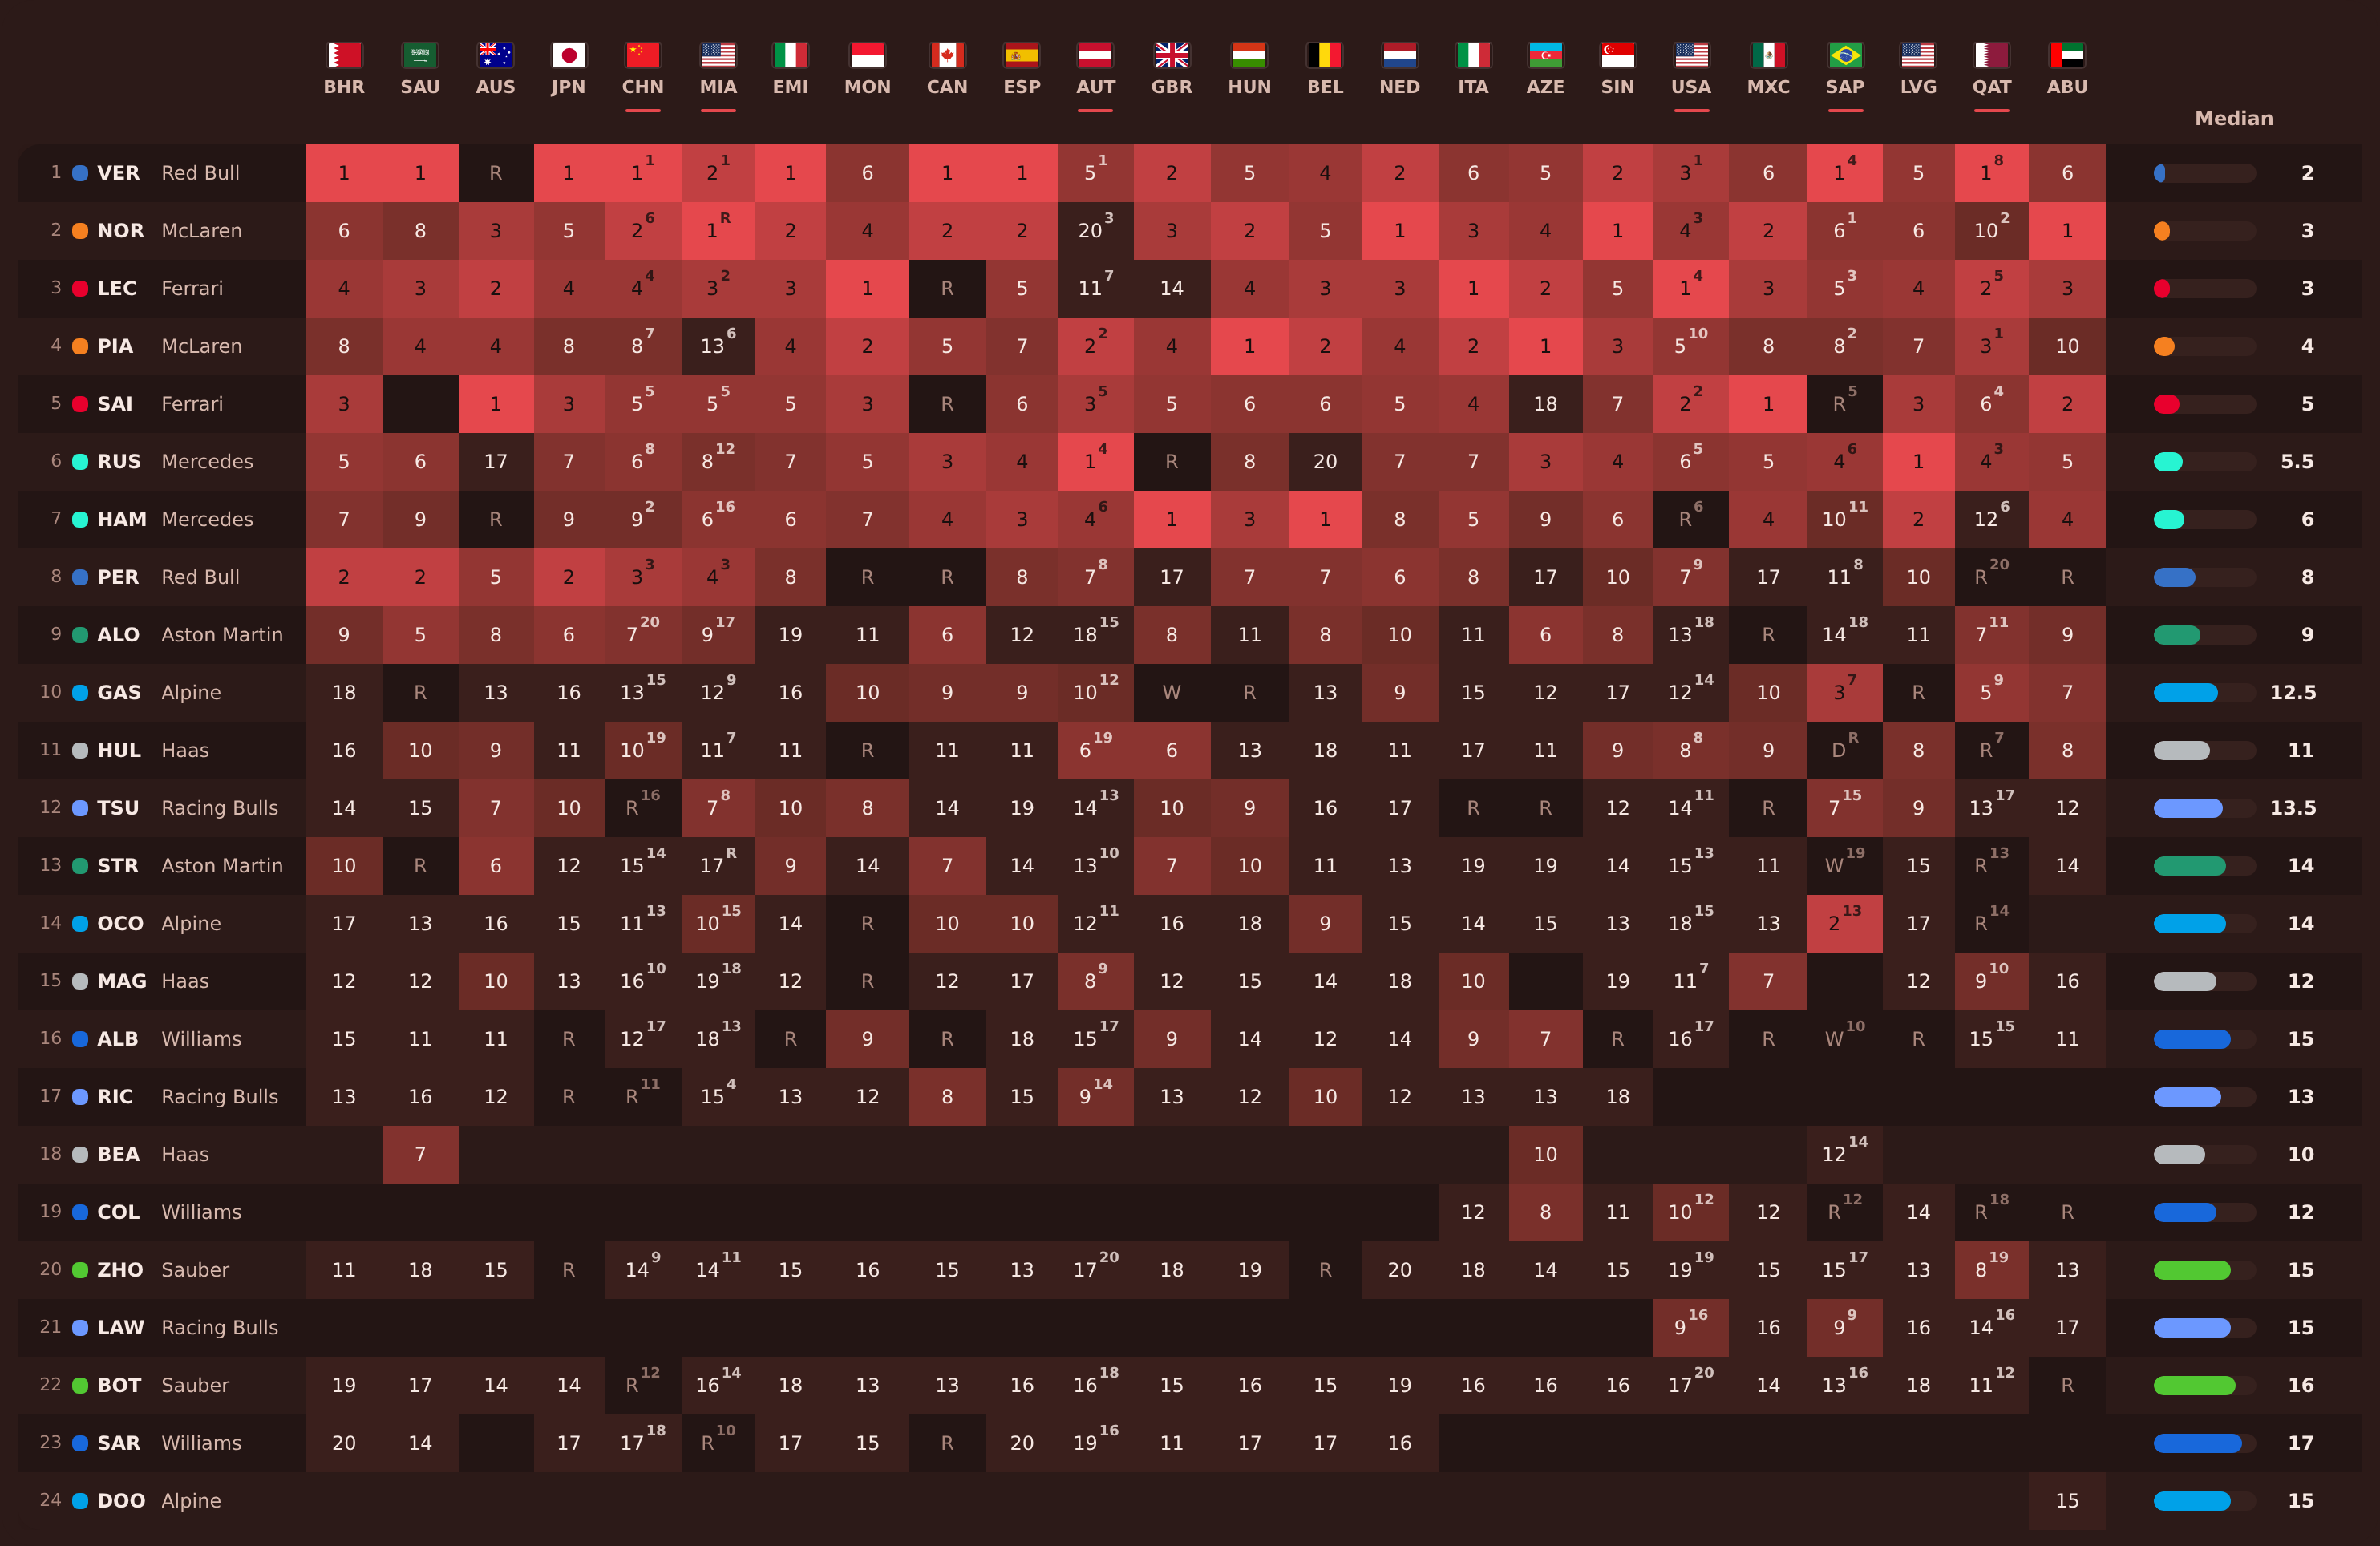 BHR SAU AUS JPN CHN MIA EMI MON CAN ESP AUT GBR HUN BEL NED ITA AZE SIN USA MXC SAP LVG QAT ABU
Median
1 VER Red Bull 1 1 R 1 1 1 2 1 1 6 1 1 5 1 2 5 4 2 6 5 2 3 1 6 1 4 5 1 8 6 2
2 NOR McLaren 6 8 3 5 2 6 1 R 2 4 2 2 20 3 3 2 5 1 3 4 1 4 3 2 6 1 6 10 2 1 3
3 LEC Ferrari 4 3 2 4 4 4 3 2 3 1 R 5 11 7 14 4 3 3 1 2 5 1 4 3 5 3 4 2 5 3 3
4 PIA McLaren 8 4 4 8 8 7 13 6 4 2 5 7 2 2 4 1 2 4 2 1 3 5 10 8 8 2 7 3 1 10 4
5 SAI Ferrari 3 1 3 5 5 5 5 5 3 R 6 3 5 5 6 6 5 4 18 7 2 2 1 R 5 3 6 4 2 5
6 RUS Mercedes 5 6 17 7 6 8 8 12 7 5 3 4 1 4 R 8 20 7 7 3 4 6 5 5 4 6 1 4 3 5 5.5
7 HAM Mercedes 7 9 R 9 9 2 6 16 6 7 4 3 4 6 1 3 1 8 5 9 6 R 6 4 10 11 2 12 6 4 6
8 PER Red Bull 2 2 5 2 3 3 4 3 8 R R 8 7 8 17 7 7 6 8 17 10 7 9 17 11 8 10 R 20 R 8
9 ALO Aston Martin 9 5 8 6 7 20 9 17 19 11 6 12 18 15 8 11 8 10 11 6 8 13 18 R 14 18 11 7 11 9 9
10 GAS Alpine 18 R 13 16 13 15 12 9 16 10 9 9 10 12 W R 13 9 15 12 17 12 14 10 3 7 R 5 9 7 12.5
11 HUL Haas 16 10 9 11 10 19 11 7 11 R 11 11 6 19 6 13 18 11 17 11 9 8 8 9 D R 8 R 7 8 11
12 TSU Racing Bulls 14 15 7 10 R 16 7 8 10 8 14 19 14 13 10 9 16 17 R R 12 14 11 R 7 15 9 13 17 12 13.5
13 STR Aston Martin 10 R 6 12 15 14 17 R 9 14 7 14 13 10 7 10 11 13 19 19 14 15 13 11 W 19 15 R 13 14 14
14 OCO Alpine 17 13 16 15 11 13 10 15 14 R 10 10 12 11 16 18 9 15 14 15 13 18 15 13 2 13 17 R 14 14
15 MAG Haas 12 12 10 13 16 10 19 18 12 R 12 17 8 9 12 15 14 18 10 19 11 7 7 12 9 10 16 12
16 ALB Williams 15 11 11 R 12 17 18 13 R 9 R 18 15 17 9 14 12 14 9 7 R 16 17 R W 10 R 15 15 11 15
17 RIC Racing Bulls 13 16 12 R R 11 15 4 13 12 8 15 9 14 13 12 10 12 13 13 18 13
18 BEA Haas 7 10 12 14 10
19 COL Williams 12 8 11 10 12 12 R 12 14 R 18 R 12
20 ZHO Sauber 11 18 15 R 14 9 14 11 15 16 15 13 17 20 18 19 R 20 18 14 15 19 19 15 15 17 13 8 19 13 15
21 LAW Racing Bulls 9 16 16 9 9 16 14 16 17 15
22 BOT Sauber 19 17 14 14 R 12 16 14 18 13 13 16 16 18 15 16 15 19 16 16 16 17 20 14 13 16 18 11 12 R 16
23 SAR Williams 20 14 17 17 18 R 10 17 15 R 20 19 16 11 17 17 16 17
24 DOO Alpine 15 15